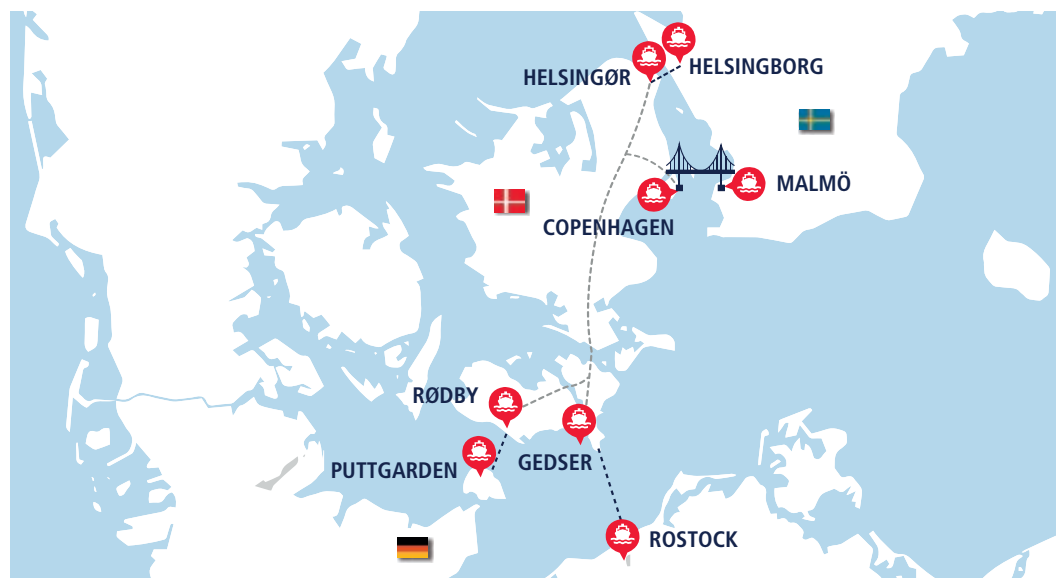 HELSINGØR
HELSINGBORG
MALMÖ
COPENHAGEN
RØDBY
PUTTGARDEN
GEDSER
ROSTOCK